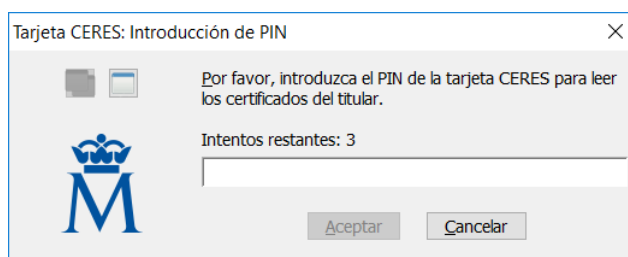 Tarjeta CERES: Introducción de PIN
Por favor, introduzca el PIN de la tarjeta CERES para leer
los certificados del titular.
Intentos restantes: 3
M
Aceptar
Cancelar